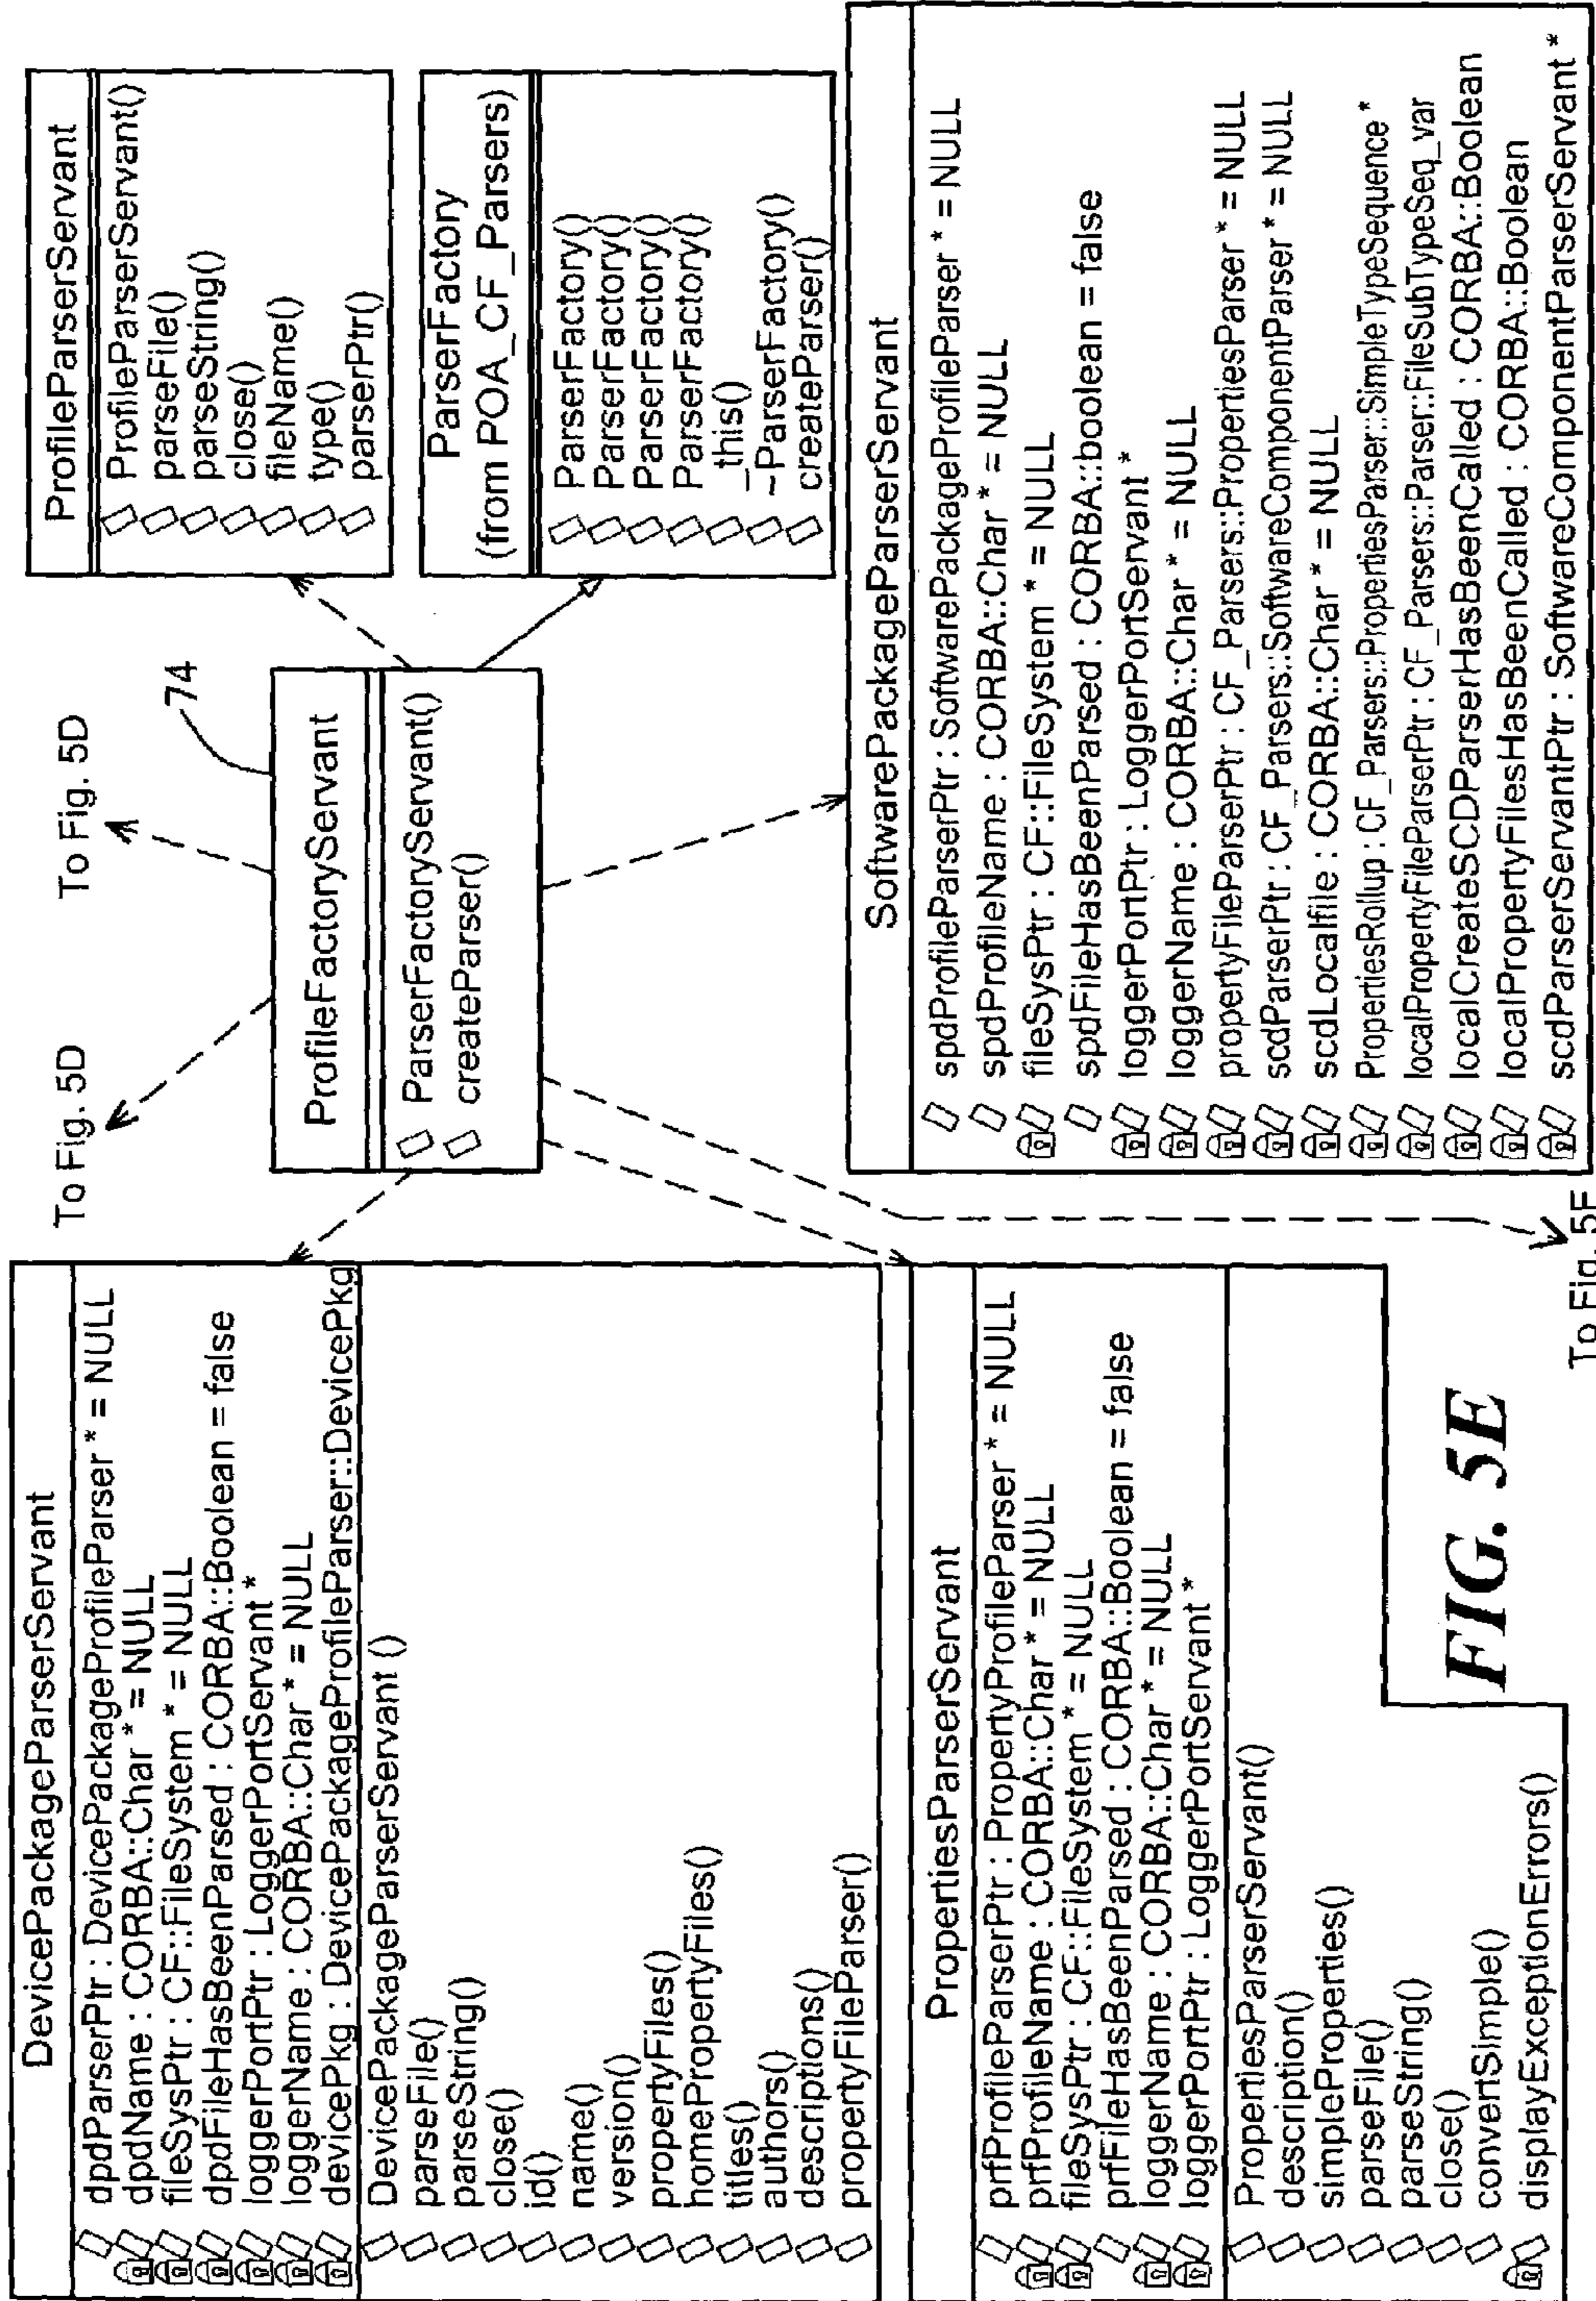 DevicePackageParserServant
dpdParserPtr : DevicePackageProfileParser * = NULL
dpdName : CORBA::Char * = NULL
fileSysPtr : CF::FileSystem * = NULL
dpdFileHasBeenParsed : CORBA::Boolean = false
loggerPortPtr : LoggerPortServant *
loggerName : CORBA::Char * = NULL
devicePkg : DevicePackageProfileParser::DevicePkg
DevicePackageParserServant ()
parseFile()
parseString()
close()
id()
name()
version()
propertyFiles()
homePropertyFiles()
titles()
authors()
descriptions()
propertyFileParser()
PropertiesParserServant
prfProfileParserPtr : PropertyProfileParser * = NULL
prfProfileName : CORBA::Char * = NULL
fileSysPtr : CF::FileSystem * = NULL
prfFileHasBeenParsed : CORBA::Boolean = false
loggerName : CORBA::Char * = NULL
loggerPortPtr : LoggerPortServant *
PropertiesParserServant()
description()
simpleProperties()
parseFile()
parseString()
close()
convertSimple()
displayExceptionErrors()
To Fig. 5D
To Fig. 5D
74
ProfileFactoryServant
ParserFactoryServant()
createParser()
ProfileParserServant
ProfileParserServant()
parseFile()
parseString()
close()
fileName()
type()
parserPtr()
ParserFactory
(from POA_CF_Parsers)
ParserFactory()
ParserFactory()
ParserFactory()
ParserFactory()
_this()
~ParserFactory()
createParser()
SoftwarePackageParserServant
spdProfileParserPtr : SoftwarePackageProfileParser * = NULL
spdProfileName : CORBA::Char * = NULL
fileSysPtr : CF::FileSystem * = NULL
spdFileHasBeenParsed : CORBA::boolean = false
loggerPortPtr : LoggerPortServant *
loggerName : CORBA::Char * = NULL
propertyFileParserPtr : CF_Parsers::PropertiesParser * = NULL
scdParserPtr : CF_Parsers::SoftwareComponentParser * = NULL
scdLocalfile : CORBA::Char * = NULL
PropertiesRollup : CF_Parsers::PropertiesParser::SimpleTypeSequence *
localPropertyFileParserPtr : CF_Parsers::Parser::FileSubTypeSeq_var
localCreateSCDParserHasBeenCalled : CORBA::Boolean
localPropertyFilesHasBeenCalled : CORBA::Boolean
scdParserServantPtr : SoftwareComponentParserServant *
FIG. 5E
To Fig.